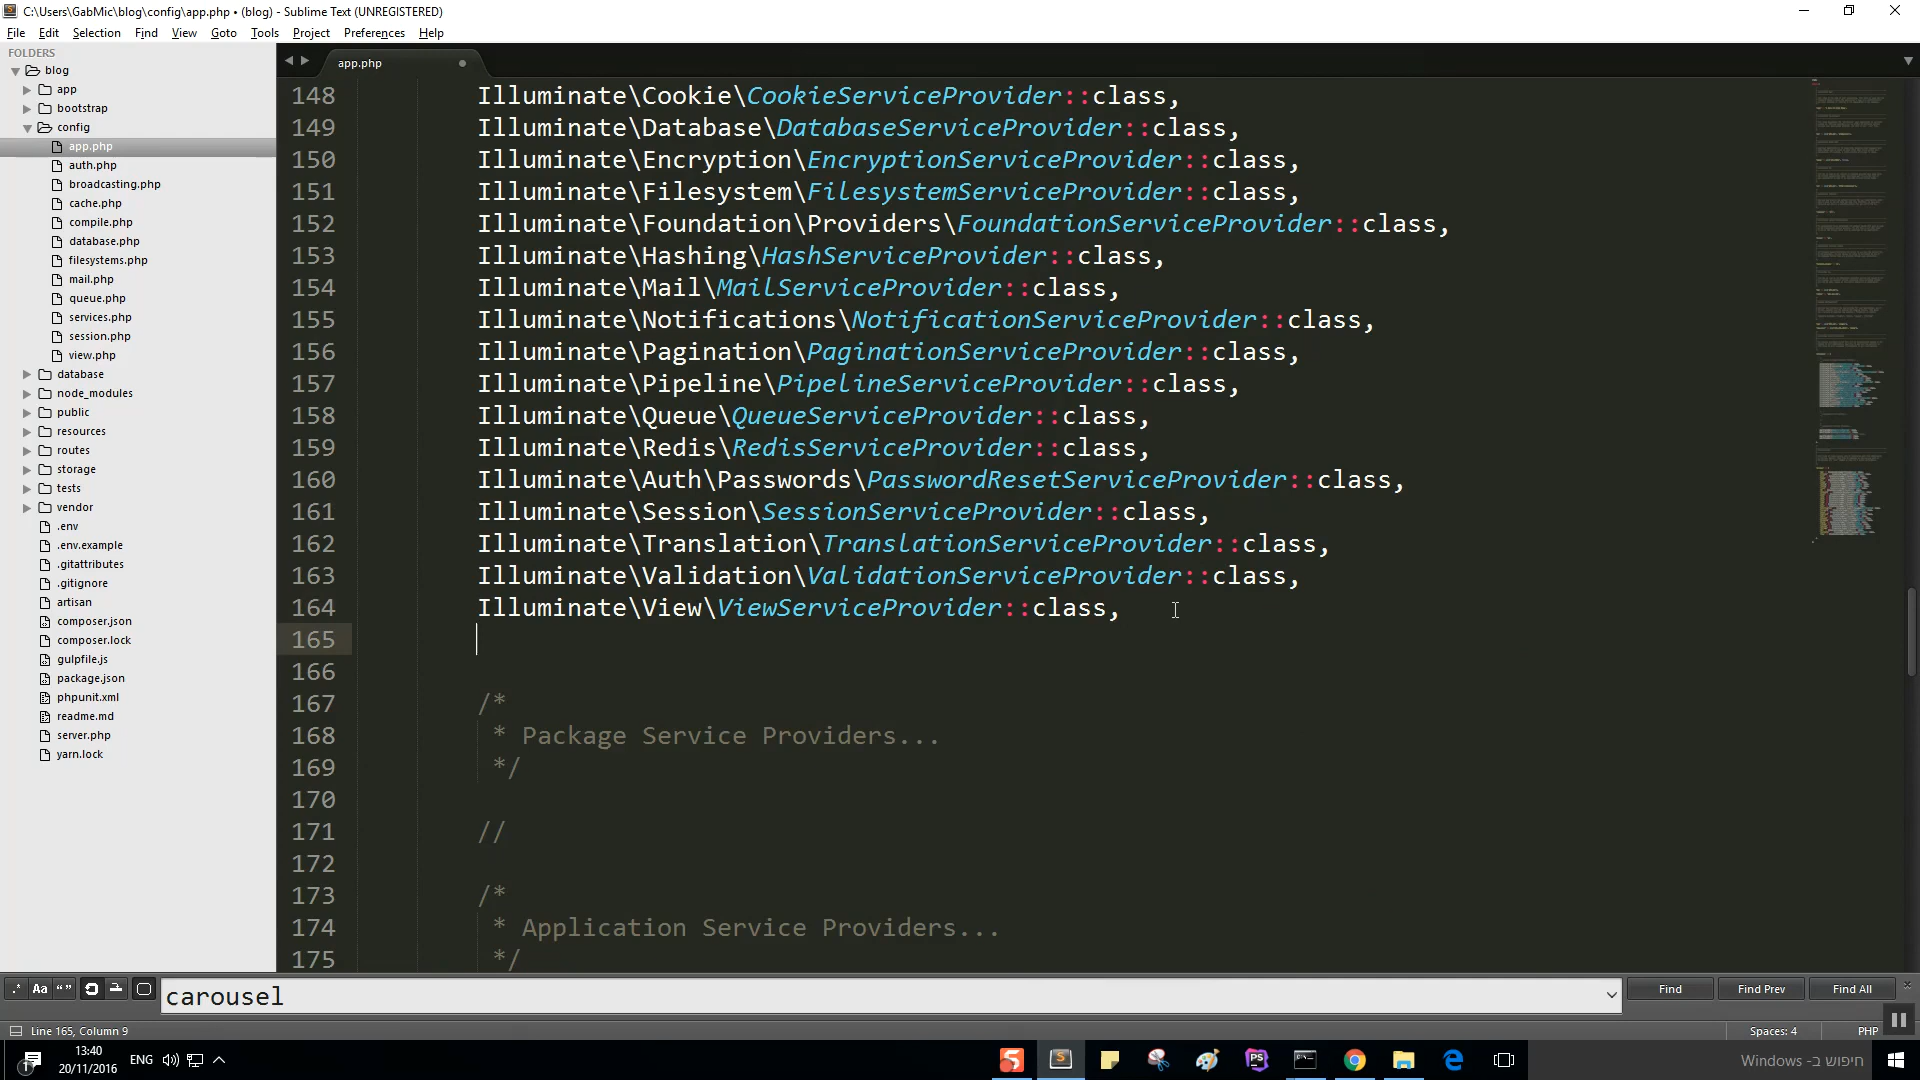 C:\Users\GabMic\blog\config\app.php • (blog) - Sublime Text (UNREGISTERED)
File Edit Selection Find View Goto Tools Project Preferences Help
FOLDERS
blog
app
bootstrap
config
app.php
auth.php
broadcasting.php
cache.php
compile.php
database.php
filesystems.php
mail.php
queue.php
services.php
session.php
view.php
database
node_modules
public
resources
routes
storage
tests
vendor
.env
.env.example
.gitattributes
.gitignore
artisan
composer.json
composer.lock
gulpfile.js
package.json
phpunit.xml
readme.md
server.php
yarn.lock
app.php
148 Illuminate\Cookie\CookieServiceProvider::class,
149 Illuminate\Database\DatabaseServiceProvider::class,
150 Illuminate\Encryption\EncryptionServiceProvider::class,
151 Illuminate\Filesystem\FilesystemServiceProvider::class,
152 Illuminate\Foundation\Providers\FoundationServiceProvider::class,
153 Illuminate\Hashing\HashServiceProvider::class,
154 Illuminate\Mail\MailServiceProvider::class,
155 Illuminate\Notifications\NotificationServiceProvider::class,
156 Illuminate\Pagination\PaginationServiceProvider::class,
157 Illuminate\Pipeline\PipelineServiceProvider::class,
158 Illuminate\Queue\QueueServiceProvider::class,
159 Illuminate\Redis\RedisServiceProvider::class,
160 Illuminate\Auth\Passwords\PasswordResetServiceProvider::class,
161 Illuminate\Session\SessionServiceProvider::class,
162 Illuminate\Translation\TranslationServiceProvider::class,
163 Illuminate\Validation\ValidationServiceProvider::class,
164 Illuminate\View\ViewServiceProvider::class,
165
166
167 /*
168 * Package Service Providers...
169 */
170
171 //
172
173 /*
174 * Application Service Providers...
175 */
.* Aa “” carousel Find Find Prev Find All
Line 165, Column 9 Spaces: 4 PHP
13:40
20/11/2016
ENG
חיפוש ב- Windows